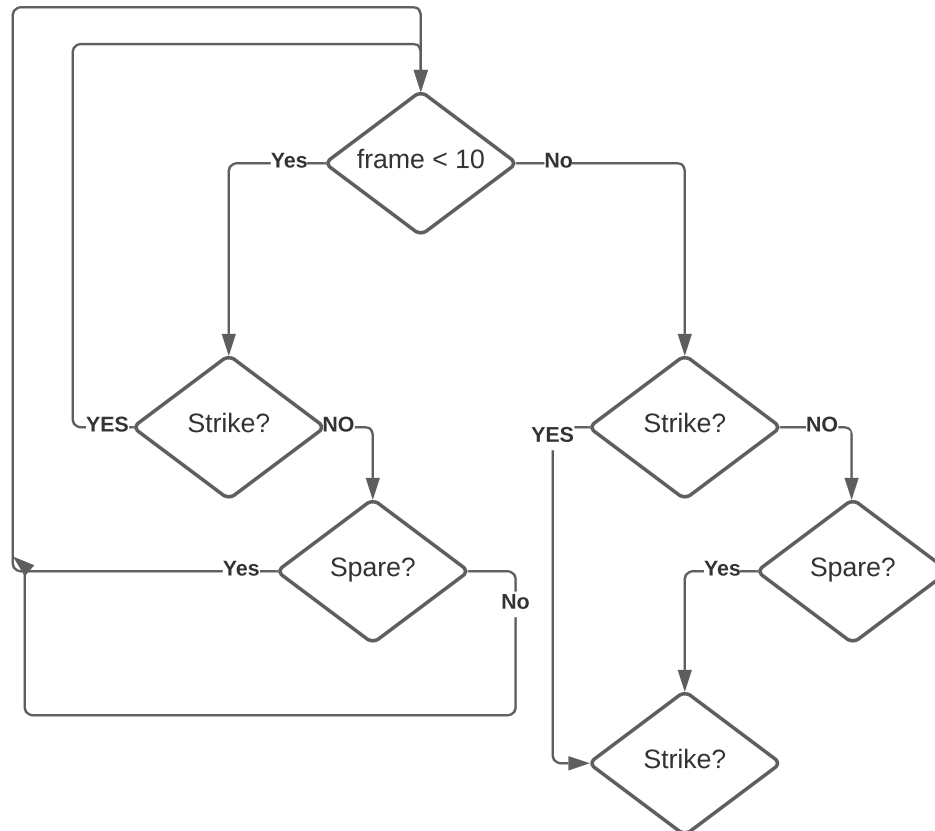 Yes
frame < 10
No
YES
Strike?
NO
YES
Strike?
NO
Yes
Spare?
No
Yes
Spare?
Strike?